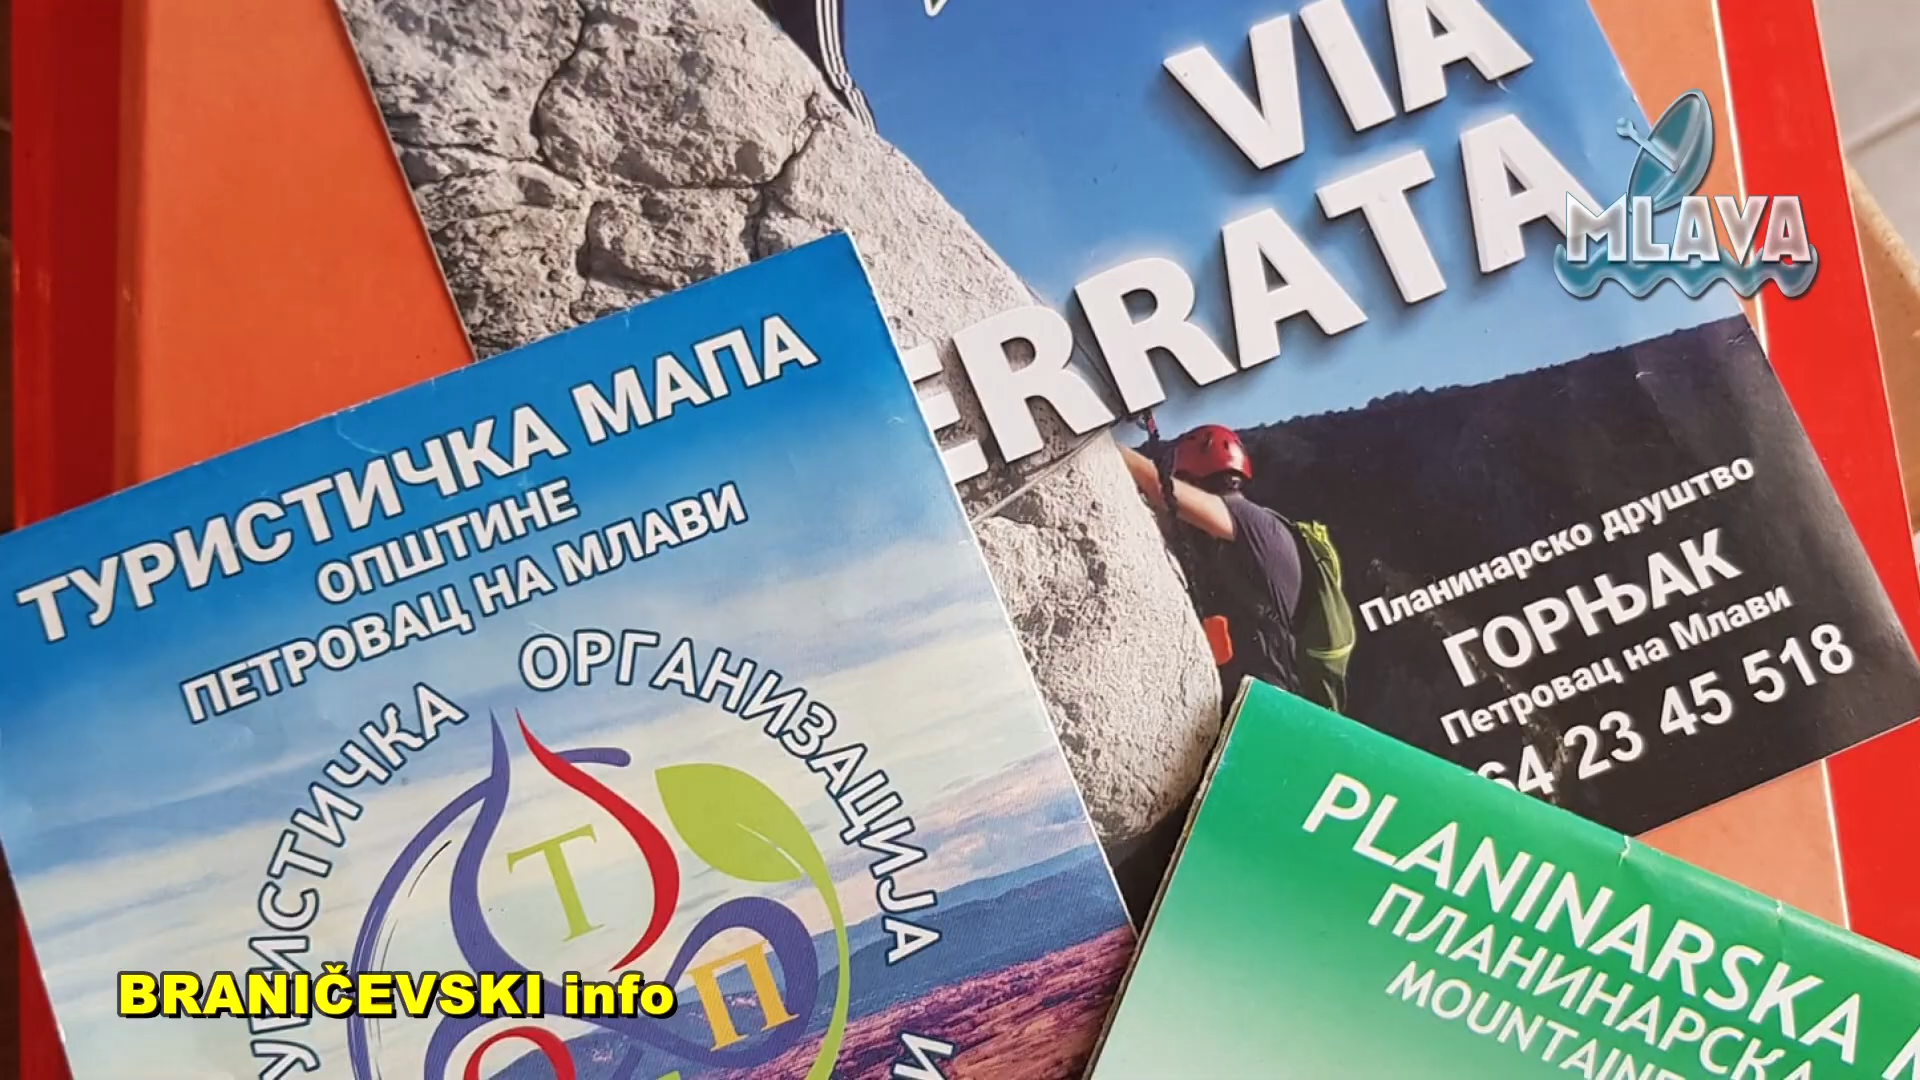 VIA
ERRATA
MLAVA
ТУРИСТИЧКА МАПА
ОПШТИНЕ
ПЕТРОВАЦ НА МЛАВИ
ОРГАНИЗАЦИЈА
Т
П
Планинарско друштво
ГОРЊАК
Петровац на Млави
64 23 45 518
PLANINARSKA
ПЛАНИНАРСКА
BRANIČEVSKI info